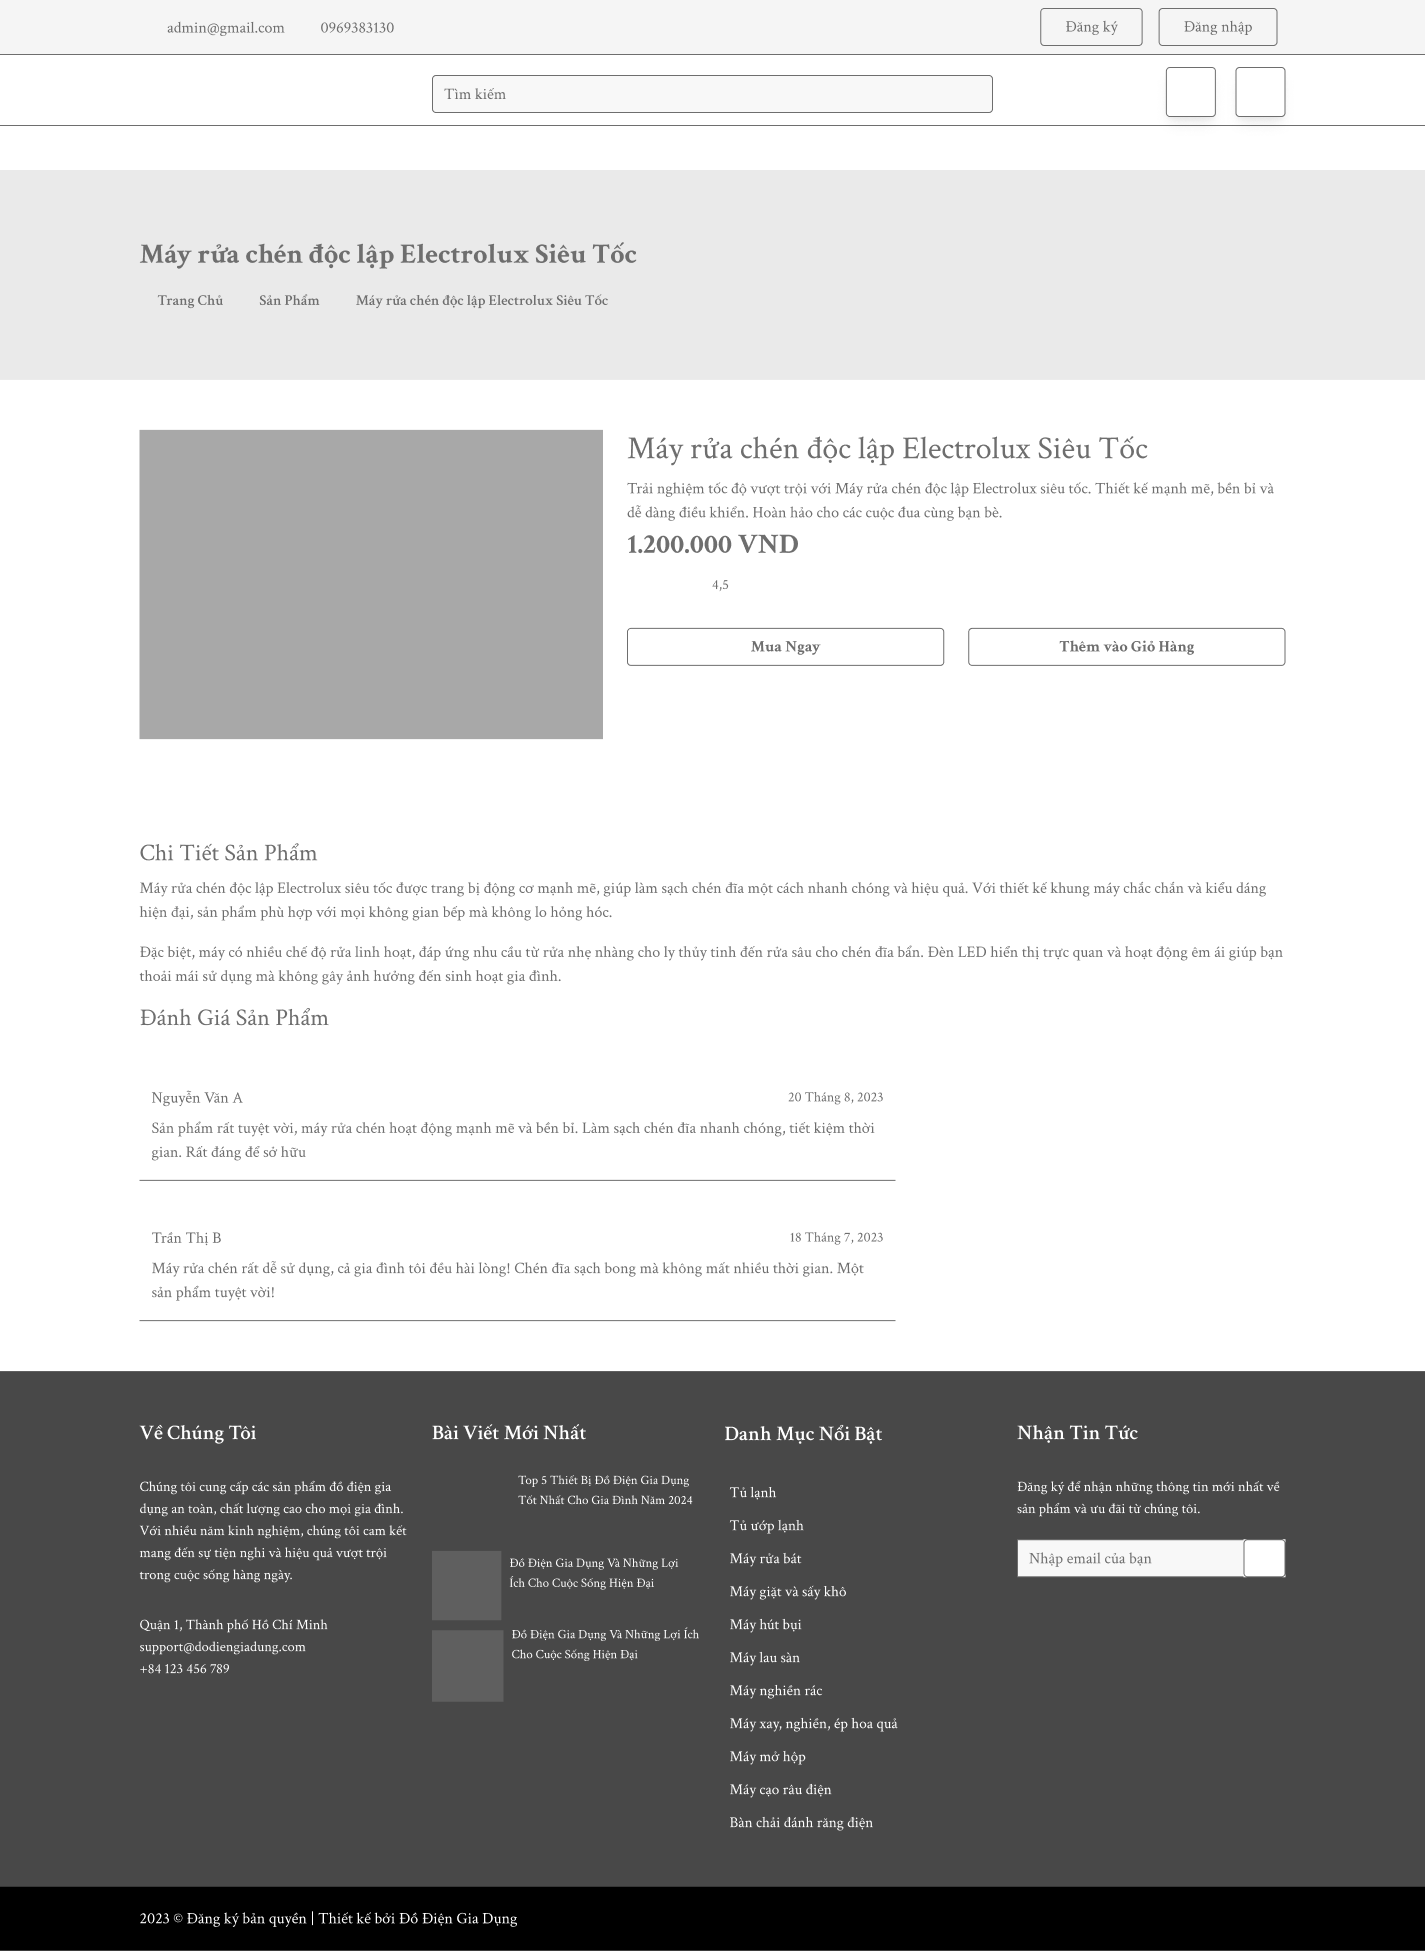 admin@gmail.com
0969383130
Đăng ký
Đăng nhập
Tìm kiếm
Máy rửa chén độc lập Electrolux Siêu Tốc
Trang Chủ
Sản Phẩm
Máy rửa chén độc lập Electrolux Siêu Tốc
Máy rửa chén độc lập Electrolux Siêu Tốc
Trải nghiệm tốc độ vượt trội với Máy rửa chén độc lập Electrolux siêu tốc. Thiết kế mạnh mẽ, bền bỉ và
dễ dàng điều khiển. Hoàn hảo cho các cuộc đua cùng bạn bè.
1.200.000 VND
4,5
Mua Ngay
Thêm vào Giỏ Hàng
Chi Tiết Sản Phẩm
Máy rửa chén độc lập Electrolux siêu tốc được trang bị động cơ mạnh mẽ, giúp làm sạch chén đĩa một cách nhanh chóng và hiệu quả. Với thiết kế khung máy chắc chắn và kiểu dáng
hiện đại, sản phẩm phù hợp với mọi không gian bếp mà không lo hỏng hóc.
Đặc biệt, máy có nhiều chế độ rửa linh hoạt, đáp ứng nhu cầu từ rửa nhẹ nhàng cho ly thủy tinh đến rửa sâu cho chén đĩa bẩn. Đèn LED hiển thị trực quan và hoạt động êm ái giúp bạn
thoải mái sử dụng mà không gây ảnh hưởng đến sinh hoạt gia đình.
Đánh Giá Sản Phẩm
Nguyễn Văn A
20 Tháng 8, 2023
Sản phẩm rất tuyệt vời, máy rửa chén hoạt động mạnh mẽ và bền bỉ. Làm sạch chén đĩa nhanh chóng, tiết kiệm thời
gian. Rất đáng để sở hữu
Trần Thị B
18 Tháng 7, 2023
Máy rửa chén rất dễ sử dụng, cả gia đình tôi đều hài lòng! Chén đĩa sạch bong mà không mất nhiều thời gian. Một
sản phẩm tuyệt vời!
Về Chúng Tôi
Chúng tôi cung cấp các sản phẩm đồ điện gia
dụng an toàn, chất lượng cao cho mọi gia đình.
Với nhiều năm kinh nghiệm, chúng tôi cam kết
mang đến sự tiện nghi và hiệu quả vượt trội
trong cuộc sống hàng ngày.
Quận 1, Thành phố Hồ Chí Minh
support@dodiengiadung.com
+84 123 456 789
Bài Viết Mới Nhất
Top 5 Thiết Bị Đồ Điện Gia Dụng
Tốt Nhất Cho Gia Đình Năm 2024
Đồ Điện Gia Dụng Và Những Lợi
Ích Cho Cuộc Sống Hiện Đại
Đồ Điện Gia Dụng Và Những Lợi Ích
Cho Cuộc Sống Hiện Đại
Danh Mục Nổi Bật
Tủ lạnh
Tủ ướp lạnh
Máy rửa bát
Máy giặt và sấy khô
Máy hút bụi
Máy lau sàn
Máy nghiền rác
Máy xay, nghiền, ép hoa quả
Máy mở hộp
Máy cạo râu điện
Bàn chải đánh răng điện
Nhận Tin Tức
Đăng ký để nhận những thông tin mới nhất về
sản phẩm và ưu đãi từ chúng tôi.
Nhập email của bạn
2023 © Đăng ký bản quyền | Thiết kế bởi Đồ Điện Gia Dụng